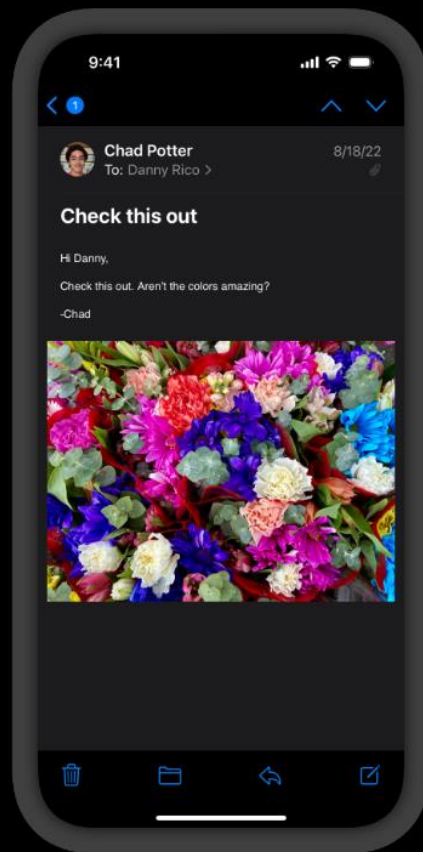 9:41
1
Chad Potter
8/18/22
To: Danny Rico >
Check this out
Hi Danny,
Check this out. Aren't the colors amazing?
-Chad